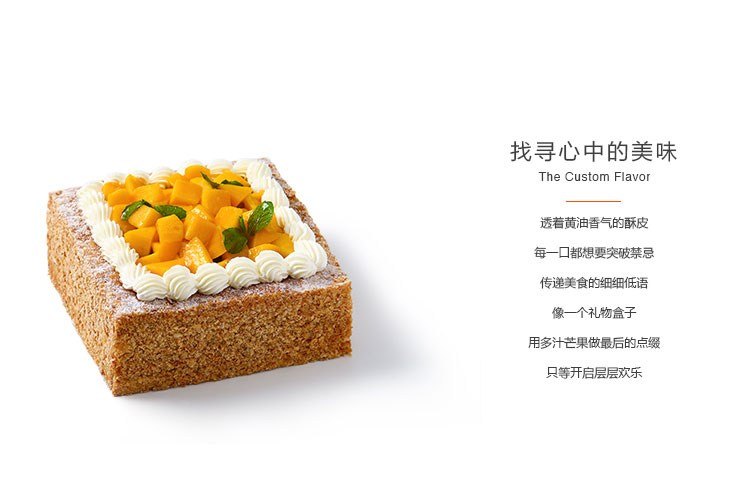 找寻心中的美味
The Custom Flavor
透着黄油香气的酥皮
每一口都想要突破禁忌
传递美食的细细低语
像一个礼物盒子
用多汁芒果做最后的点缀
只等开启层层欢乐